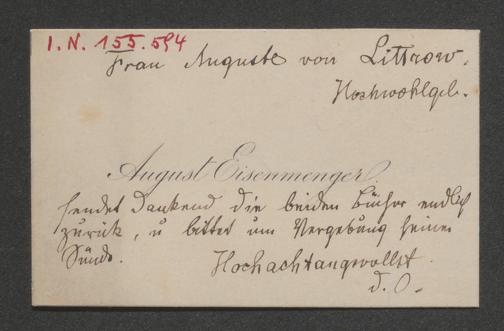 I.N. 155.594
Frau Auguste von Littrow.
Hochwohlgeb.
August Eisenmenger.
sendet dankend die beiden Bücher endlich
zurück, u bittet um Vergebung seiner
Sünde.
Hochachtungsvollst
d. O.